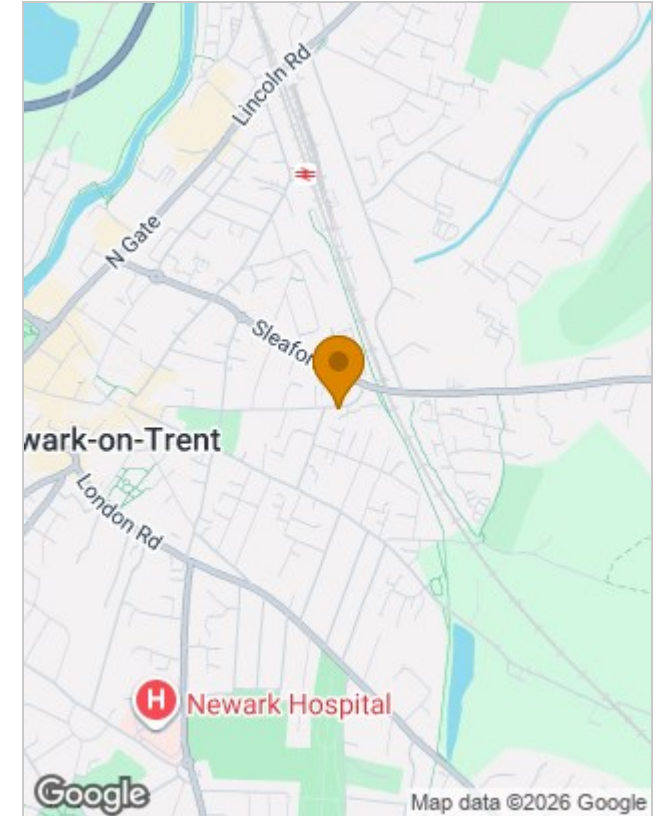 Lincoln Rd
N Gate
Sleafor
wark-on-Trent
London Rd
H
Newark Hospital
Google
Map data ©2026 Google